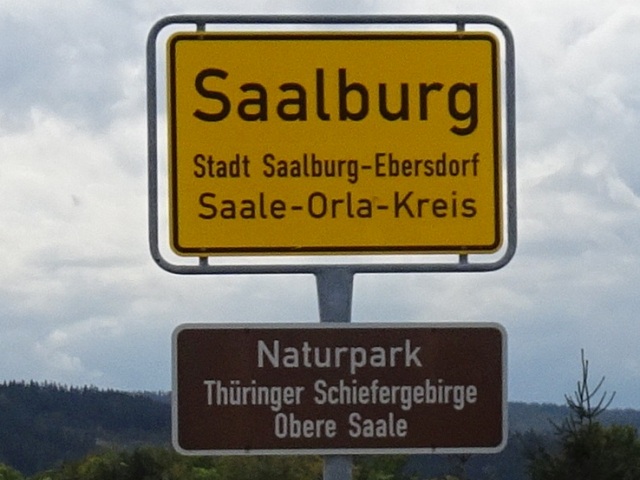 Saalburg
Stadt Saalburg-Ebersdorf
Saale-Orla-Kreis
Naturpark
Thüringer Schiefergebirge
Obere Saale